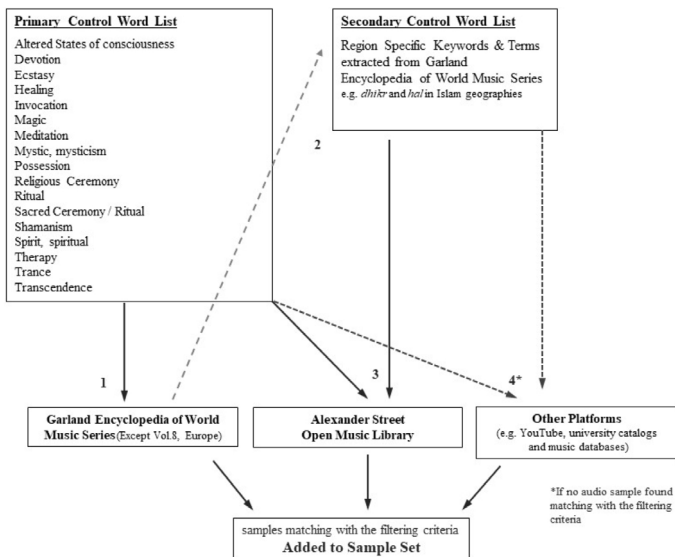 Primary Control Word List
Altered States of consciousness
Devotion
Ecstasy
Healing
Invocation
Magic
Meditation
Mystic, mysticism
Possession
Religious Ceremony
Ritual
Sacred Ceremony / Ritual
Shamanism
Spirit, spiritual
Therapy
Trance
Transcendence
Secondary Control Word List
Region Specific Keywords & Terms
extracted from Garland
Encyclopedia of World Music Series
e.g. dhikr and hal in Islam geographies
2
1
3
4*
Garland Encyclopedia of World
Music Series (Except Vol.8, Europe)
Alexander Street
Open Music Library
Other Platforms
(e.g. YouTube, university catalogs
and music databases)
*If no audio sample found
matching with the filtering
criteria
samples matching with the filtering criteria
Added to Sample Set